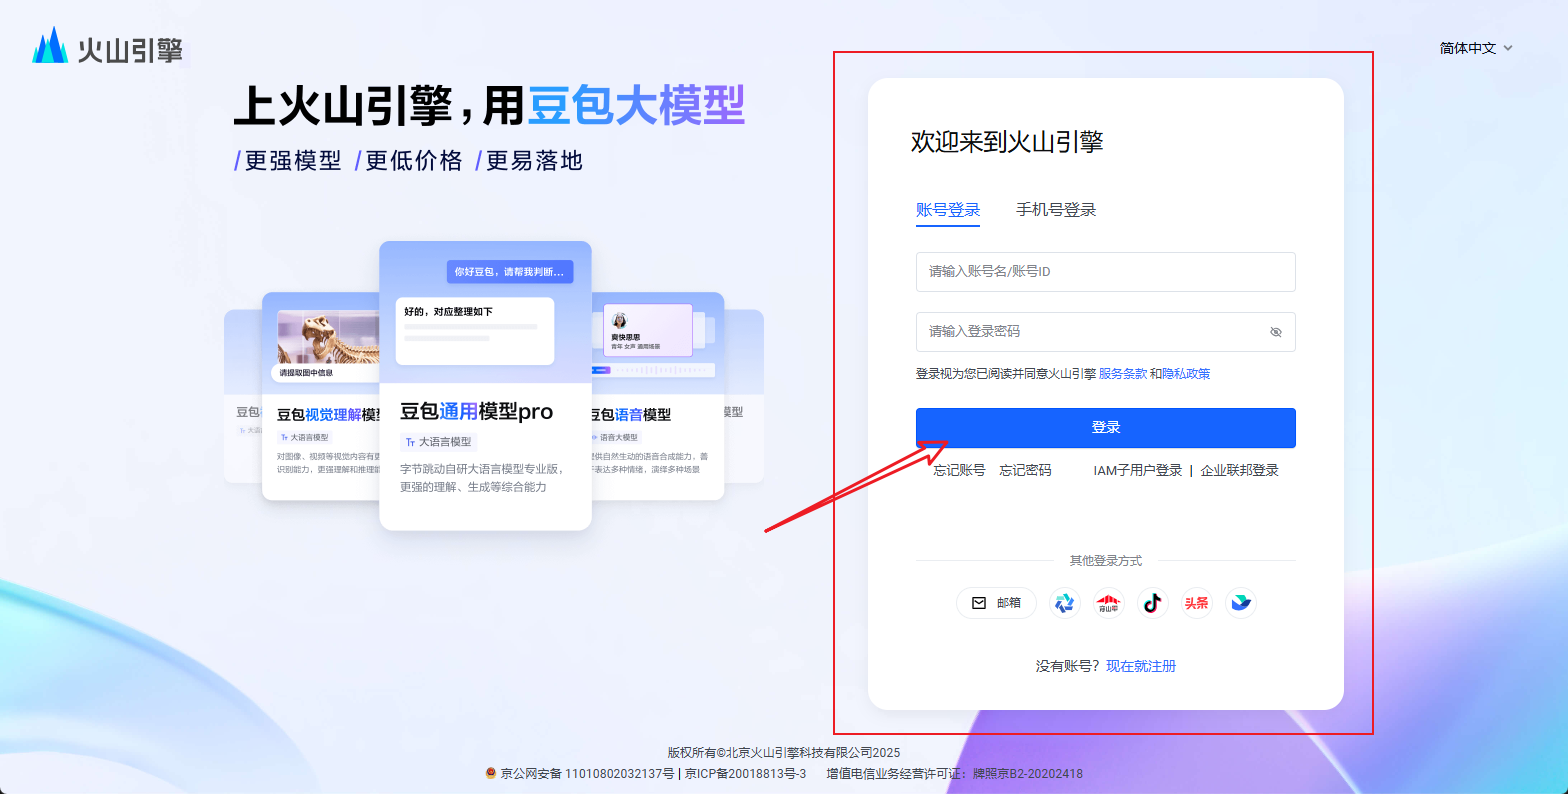 火山引擎
简体中文
上火山引擎，用豆包大模型
/更强模型 /更低价格 /更易落地
你好豆包，请帮我判断...
好的，对应整理如下
请提取图中信息
爽快思思
青年 女声 通用场景
豆包
大语
豆包视觉理解模型
Tr 大语言模型
对图像、视频等视觉内容有更
识别能力，更强理解和推理能
豆包通用模型pro
Tr 大语言模型
字节跳动自研大语言模型专业版，
更强的理解、生成等综合能力
豆包语音模型
语音大模型
提供自然生动的语音合成能力，善
于表达多种情绪，演绎多种场景
模型
欢迎来到火山引擎
账号登录 手机号登录
请输入账号名/账号ID
请输入登录密码
登录视为您已阅读并同意火山引擎 服务条款 和隐私政策
登录
忘记账号 忘记密码 IAM子用户登录 | 企业联邦登录
其他登录方式
邮箱
头条
没有账号？现在就注册
版权所有©北京火山引擎科技有限公司2025
京公网安备 11010802032137号 | 京ICP备20018813号-3 增值电信业务经营许可证：牌照京B2-20202418